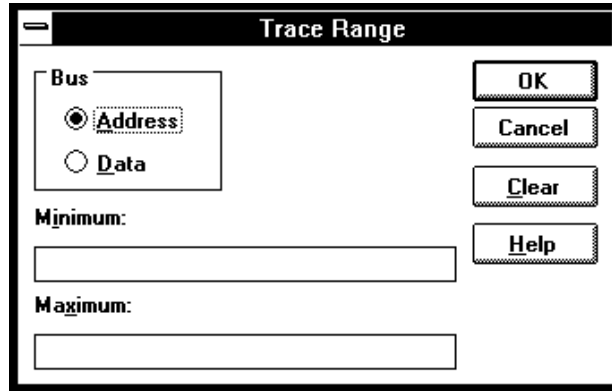 Trace Range
Bus
Address
Data
Minimum:
Maximum:
OK
Cancel
Clear
Help